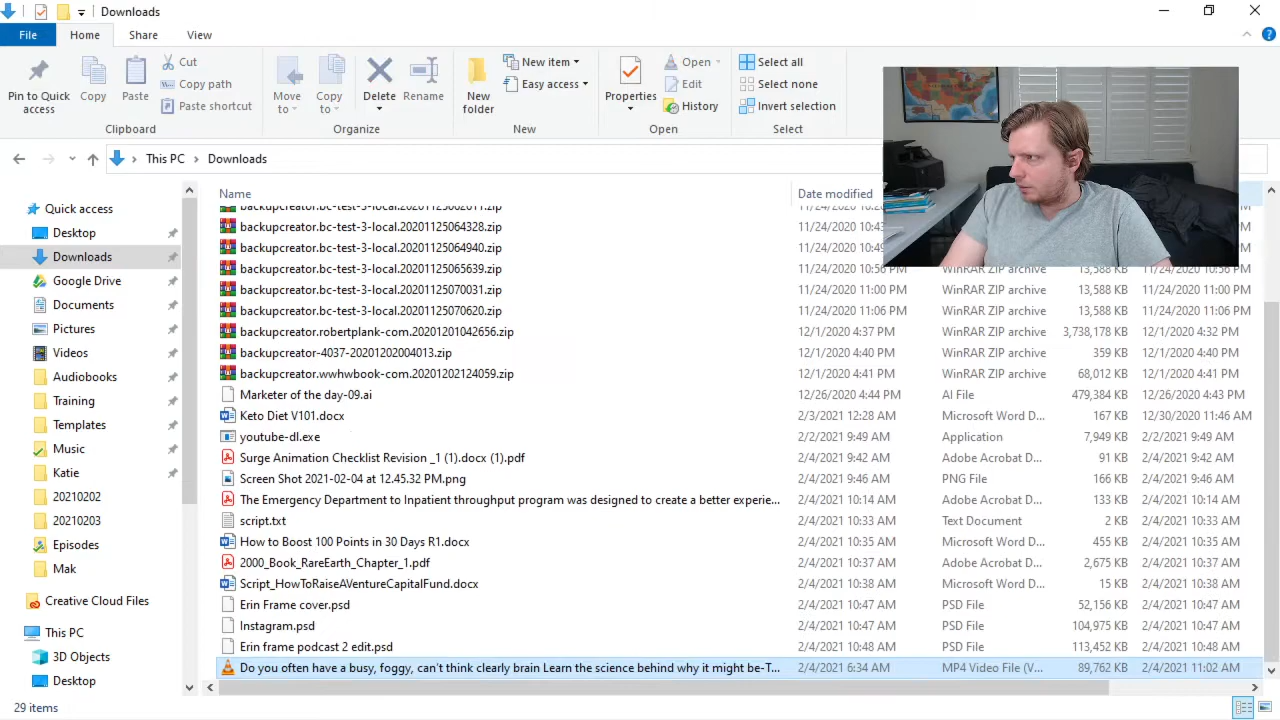 Downloads
File Home Share View
Pin to Quick access
Copy
Paste
Cut
Copy path
Paste shortcut
Clipboard
Move to
Copy to
Delete
Rename
Organize
New folder
New item
Easy access
New
Properties
Open
Edit
History
Open
Select all
Select none
Invert selection
Select
This PC > Downloads
Quick access
Desktop
Downloads
Google Drive
Documents
Pictures
Videos
Audiobooks
Training
Templates
Music
Katie
20210202
20210203
Episodes
Mak
Creative Cloud Files
This PC
3D Objects
Desktop
Name Date modified
backupcreator.bc-test-3-local.20201125064328.zip
backupcreator.bc-test-3-local.20201125064940.zip
backupcreator.bc-test-3-local.20201125065639.zip 11/24/2020 10:56 PM WinRAR ZIP archive 13,588 KB 11/24/2020 10:56 PM
backupcreator.bc-test-3-local.20201125070031.zip 11/24/2020 11:00 PM WinRAR ZIP archive 13,588 KB 11/24/2020 11:00 PM
backupcreator.bc-test-3-local.20201125070620.zip 11/24/2020 11:06 PM WinRAR ZIP archive 13,588 KB 11/24/2020 11:06 PM
backupcreator.robertplank-com.20201201042656.zip 12/1/2020 4:37 PM WinRAR ZIP archive 3,738,178 KB 12/1/2020 4:32 PM
backupcreator-4037-20201202004013.zip 12/1/2020 4:40 PM WinRAR ZIP archive 359 KB 12/1/2020 4:40 PM
backupcreator.wwhwbook-com.20201202124059.zip 12/1/2020 4:41 PM WinRAR ZIP archive 68,012 KB 12/1/2020 4:41 PM
Marketer of the day-09.ai 12/26/2020 4:44 PM AI File 479,384 KB 12/26/2020 4:43 PM
Keto Diet V101.docx 2/3/2021 12:28 AM Microsoft Word D... 167 KB 12/30/2020 11:46 AM
youtube-dl.exe 2/2/2021 9:49 AM Application 7,949 KB 2/2/2021 9:49 AM
Surge Animation Checklist Revision _1 (1).docx (1).pdf 2/4/2021 9:42 AM Adobe Acrobat D... 91 KB 2/4/2021 9:42 AM
Screen Shot 2021-02-04 at 12.45.32 PM.png 2/4/2021 9:46 AM PNG File 166 KB 2/4/2021 9:46 AM
The Emergency Department to Inpatient throughput program was designed to create a better experie... 2/4/2021 10:14 AM Adobe Acrobat D... 133 KB 2/4/2021 10:14 AM
script.txt 2/4/2021 10:33 AM Text Document 2 KB 2/4/2021 10:33 AM
How to Boost 100 Points in 30 Days R1.docx 2/4/2021 10:35 AM Microsoft Word D... 455 KB 2/4/2021 10:35 AM
2000_Book_RareEarth_Chapter_1.pdf 2/4/2021 10:37 AM Adobe Acrobat D... 2,675 KB 2/4/2021 10:37 AM
Script_HowToRaiseAVentureCapitalFund.docx 2/4/2021 10:38 AM Microsoft Word D... 15 KB 2/4/2021 10:38 AM
Erin Frame cover.psd 2/4/2021 10:47 AM PSD File 52,156 KB 2/4/2021 10:47 AM
Instagram.psd 2/4/2021 10:47 AM PSD File 104,975 KB 2/4/2021 10:47 AM
Erin frame podcast 2 edit.psd 2/4/2021 10:48 AM PSD File 113,452 KB 2/4/2021 10:48 AM
Do you often have a busy, foggy, can't think clearly brain Learn the science behind why it might be-T... 2/4/2021 6:34 AM MP4 Video File (V... 89,762 KB 2/4/2021 11:02 AM
29 items